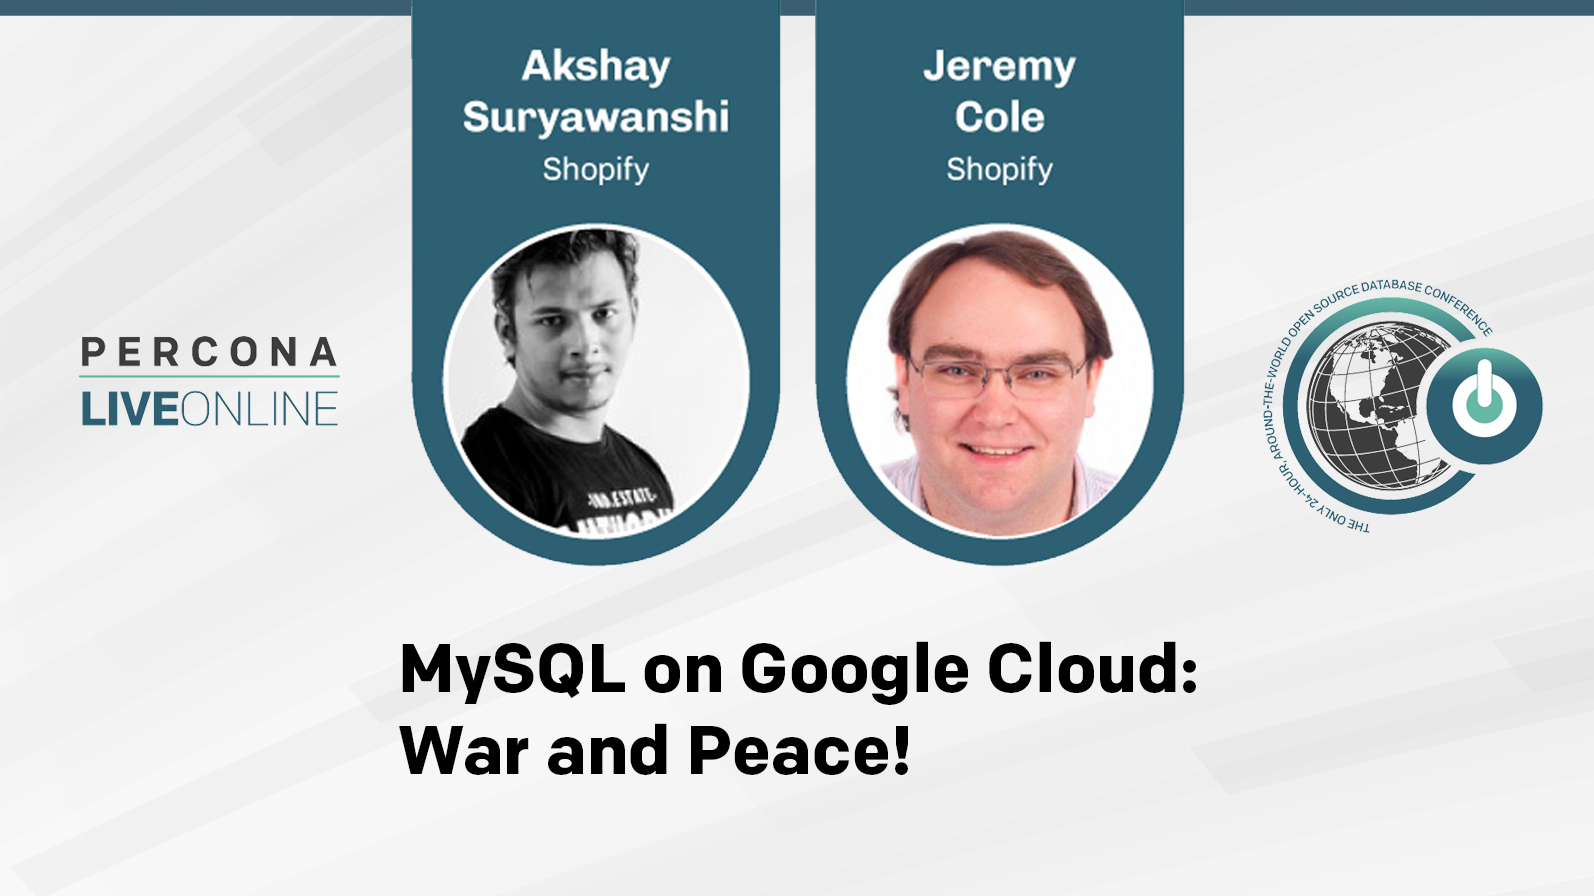 Akshay
Suryawanshi
Shopify
Jeremy
Cole
Shopify
PERCONA
LIVEONLINE
THE ONLY 24-HOUR, AROUND-THE-WORLD OPEN SOURCE DATABASE CONFERENCE
MySQL on Google Cloud:
War and Peace!